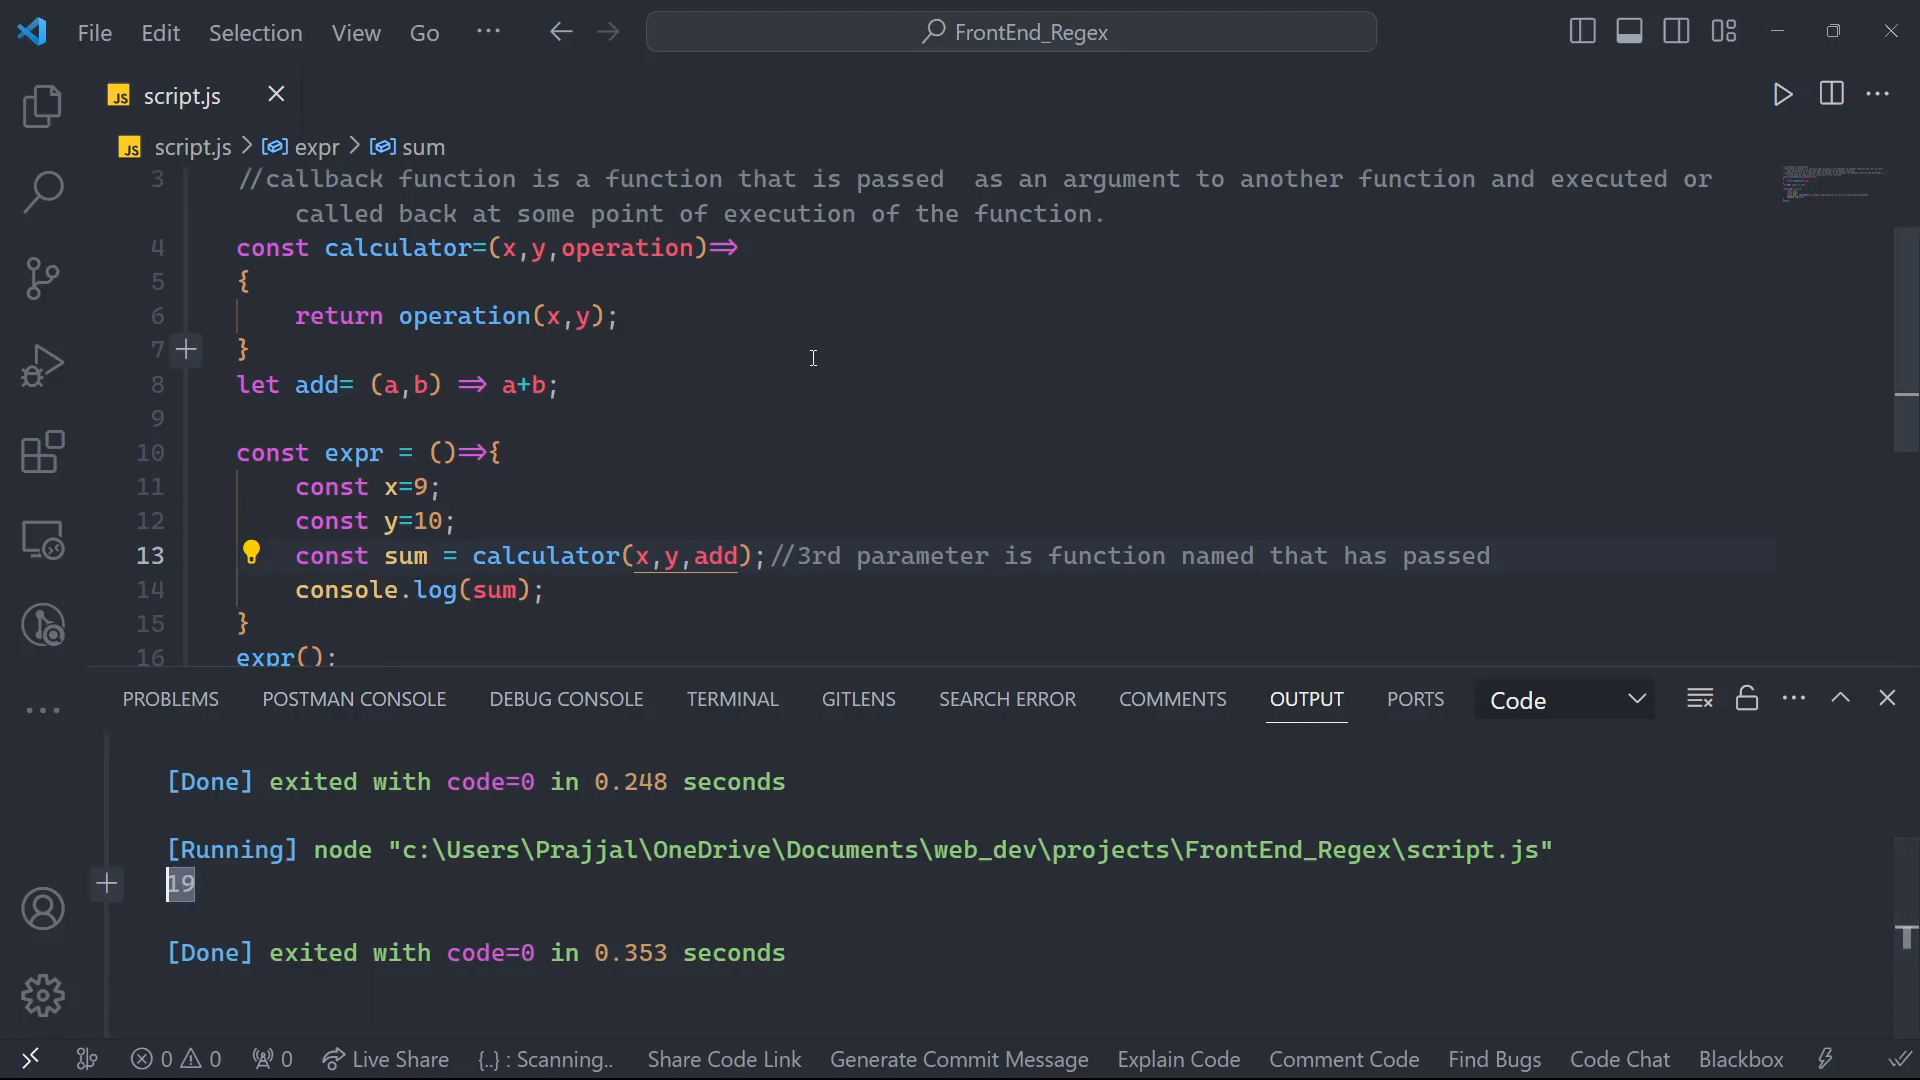 File Edit Selection View Go ... FrontEnd_Regex
JS script.js
JS script.js > expr > sum
3 //callback function is a function that is passed  as an argument to another function and executed or
called back at some point of execution of the function.
4 const calculator=(x,y,operation)=>
5 {
6 return operation(x,y);
7 }
8 let add= (a,b) => a+b;
9
10 const expr = ()=>{
11 const x=9;
12 const y=10;
13 const sum = calculator(x,y,add);//3rd parameter is function named that has passed
14 console.log(sum);
15 }
16 expr();
PROBLEMS POSTMAN CONSOLE DEBUG CONSOLE TERMINAL GITLENS SEARCH ERROR COMMENTS OUTPUT PORTS Code
[Done] exited with code=0 in 0.248 seconds
[Running] node "c:\Users\Prajjal\OneDrive\Documents\web_dev\projects\FrontEnd_Regex\script.js"
19
[Done] exited with code=0 in 0.353 seconds
0 0 0 Live Share {..} : Scanning.. Share Code Link Generate Commit Message Explain Code Comment Code Find Bugs Code Chat Blackbox